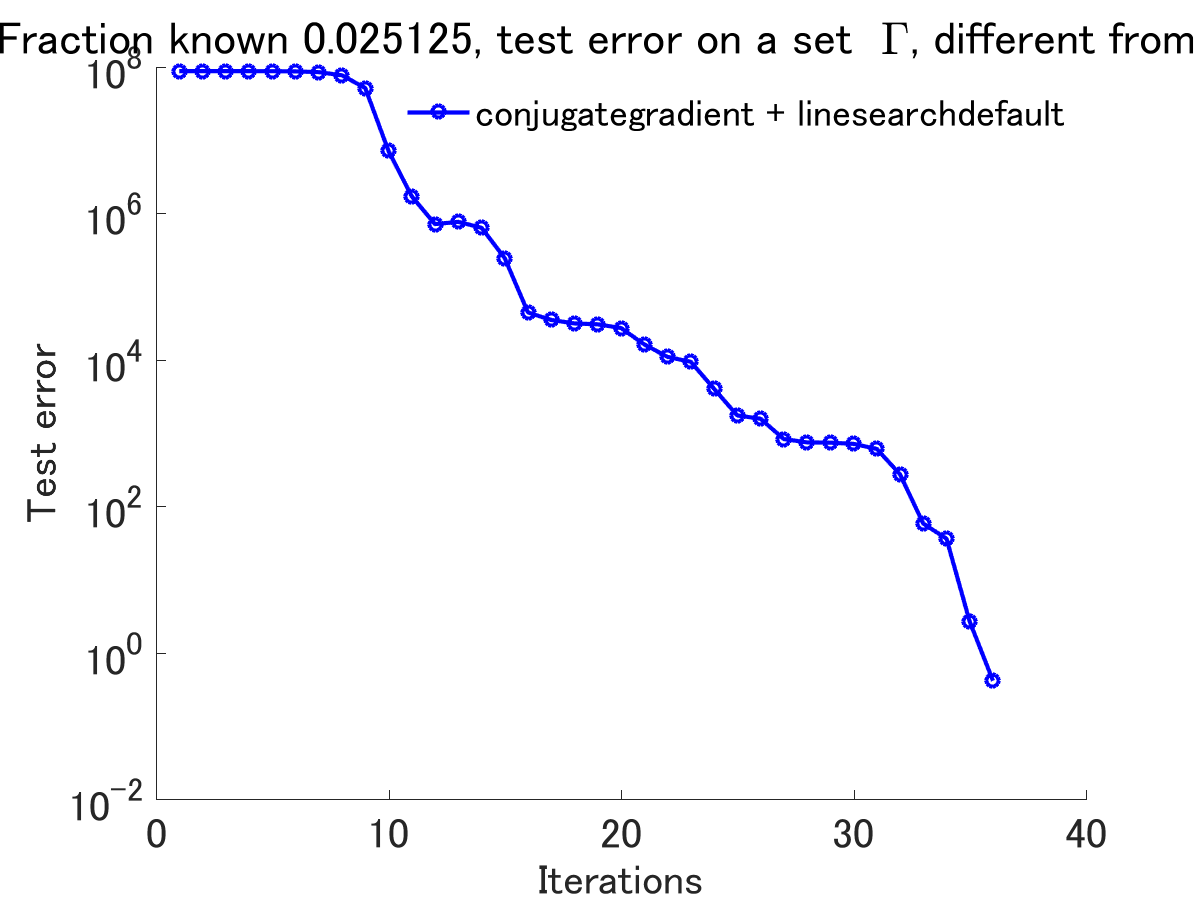 Fraction known 0.025125, test error on a set Γ, different from
10^8
conjugategradient + linesearchdefault
10^6
10^4
Test error
10^2
10^0
10^-2
0 10 20 30 40
Iterations